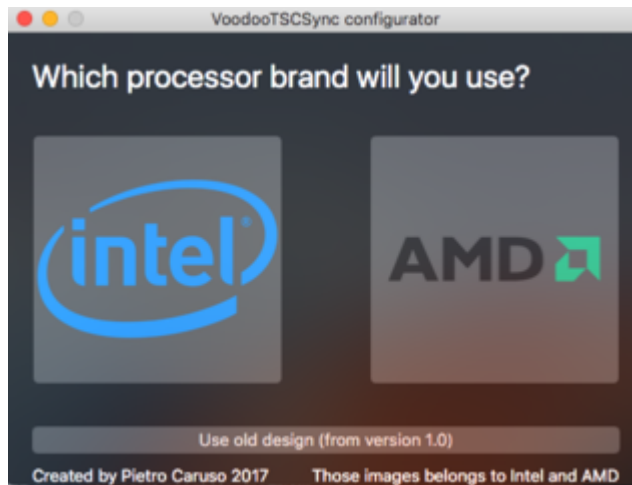 VoodooTSCSync configurator
Which processor brand will you use?
intel®
AMD
Use old design (from version 1.0)
Created by Pietro Caruso 2017
Those images belongs to Intel and AMD